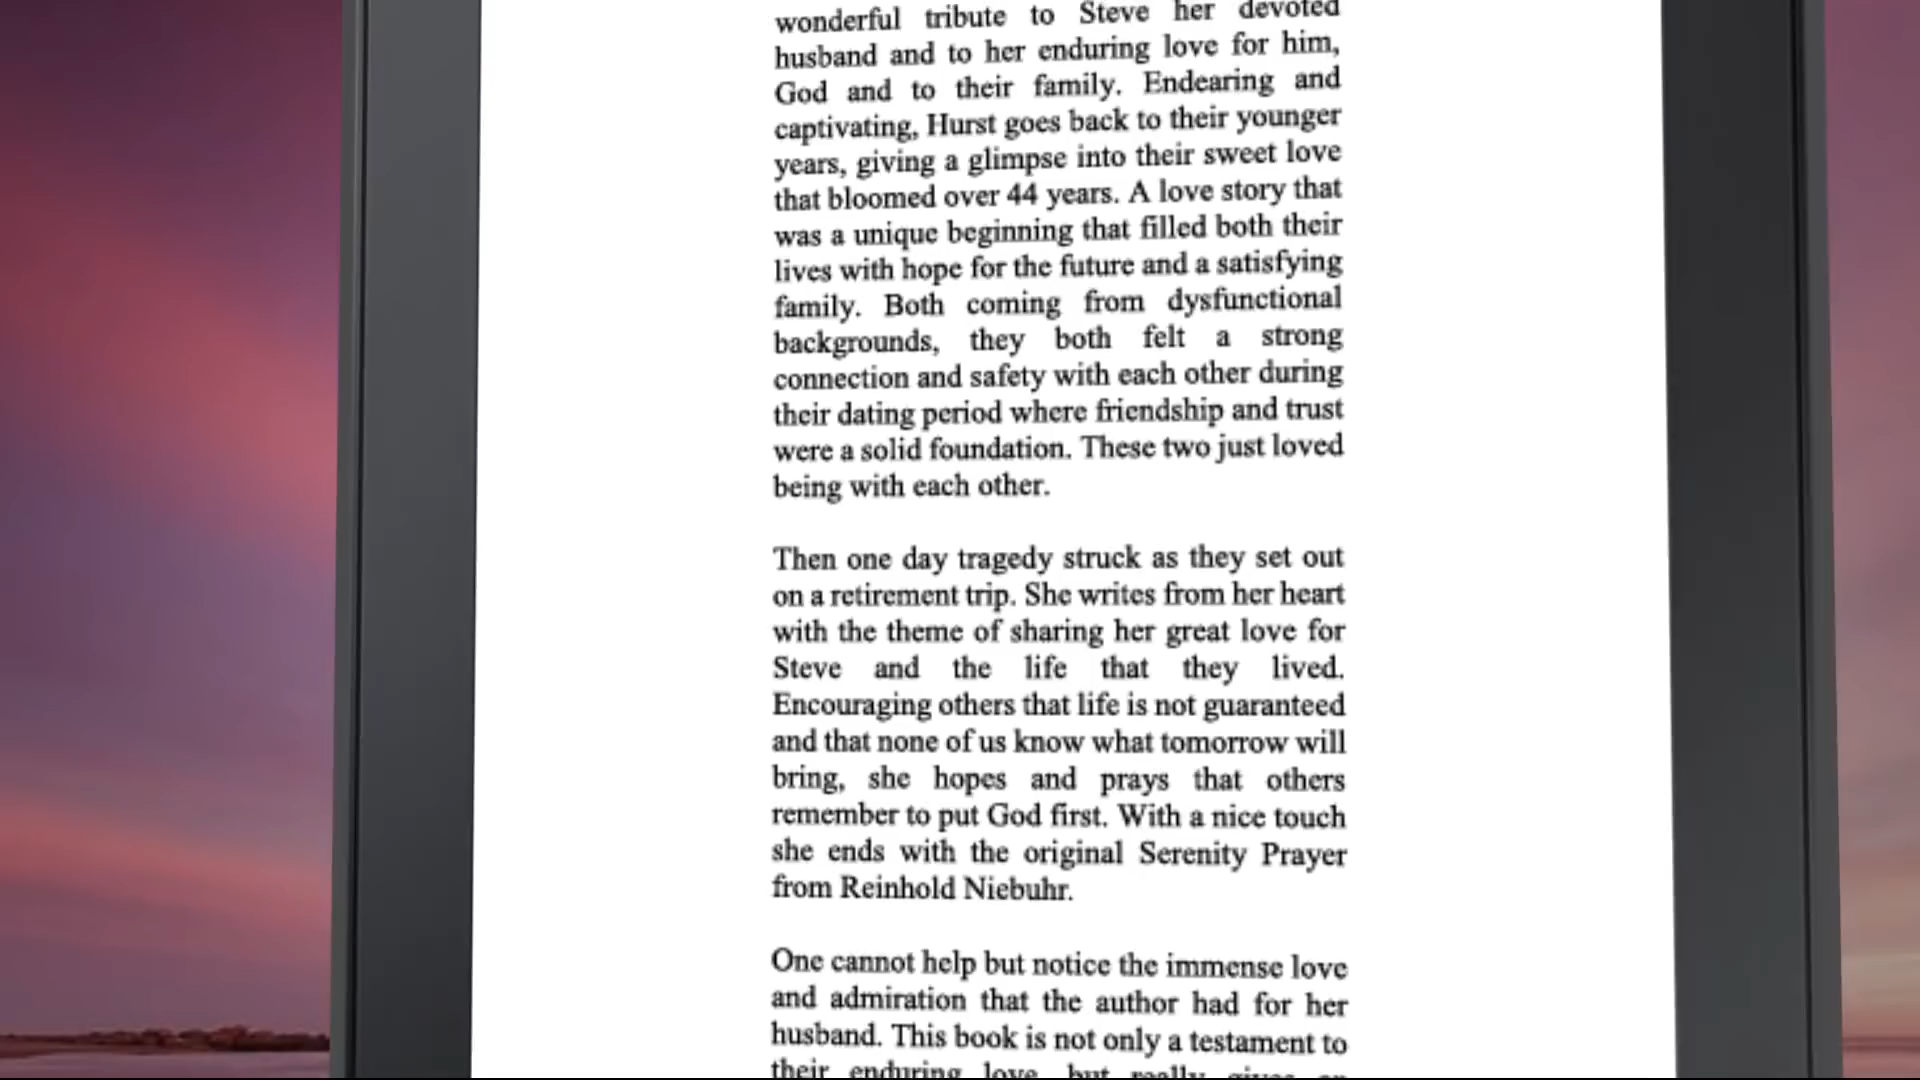 wonderful tribute to Steve her devoted
husband and to her enduring love for him,
God and to their family. Endearing and
captivating, Hurst goes back to their younger
years, giving a glimpse into their sweet love
that bloomed over 44 years. A love story that
was a unique beginning that filled both their
lives with hope for the future and a satisfying
family. Both coming from dysfunctional
backgrounds, they both felt a strong
connection and safety with each other during
their dating period where friendship and trust
were a solid foundation. These two just loved
being with each other.
Then one day tragedy struck as they set out
on a retirement trip. She writes from her heart
with the theme of sharing her great love for
Steve and the life that they lived.
Encouraging others that life is not guaranteed
and that none of us know what tomorrow will
bring, she hopes and prays that others
remember to put God first. With a nice touch
she ends with the original Serenity Prayer
from Reinhold Niebuhr.
One cannot help but notice the immense love
and admiration that the author had for her
husband. This book is not only a testament to
their enduring love, but really gives an